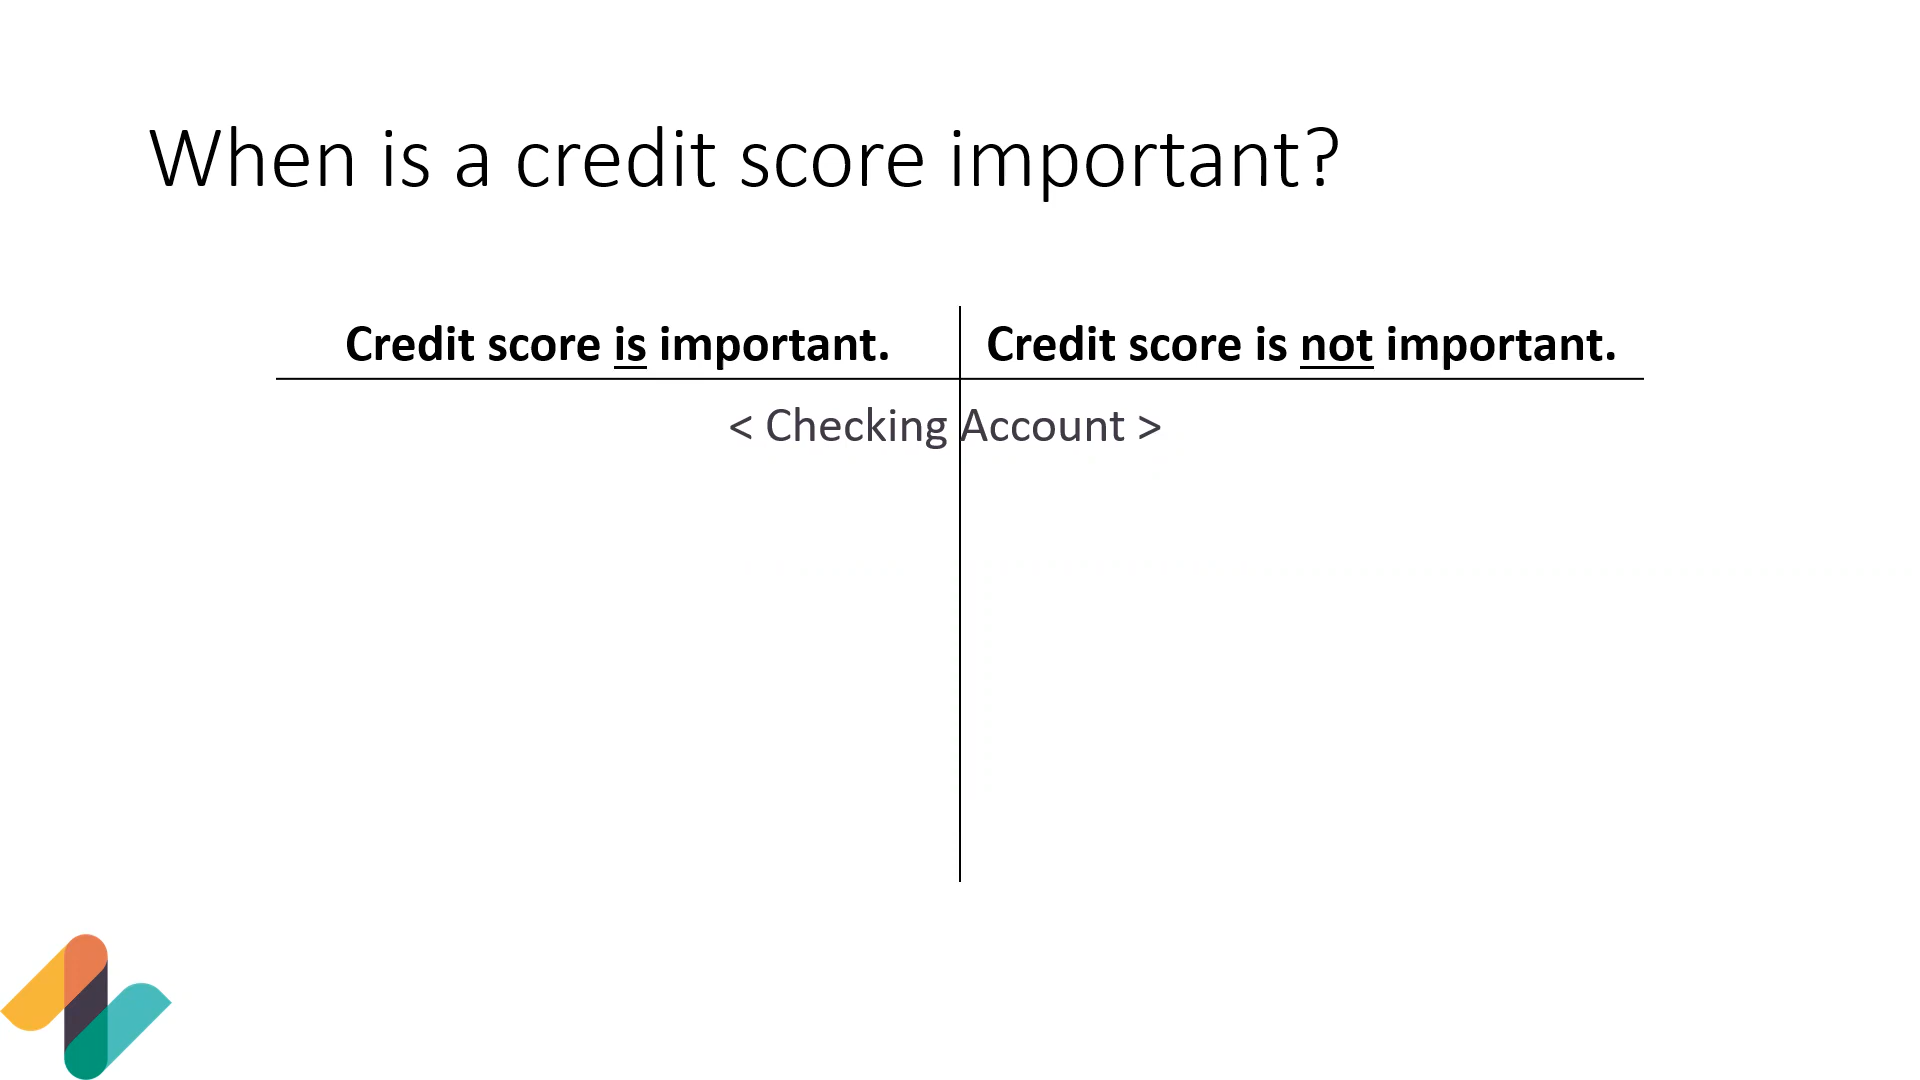 When is a credit score important?
Credit score is important.
Credit score is not important.
< Checking Account >